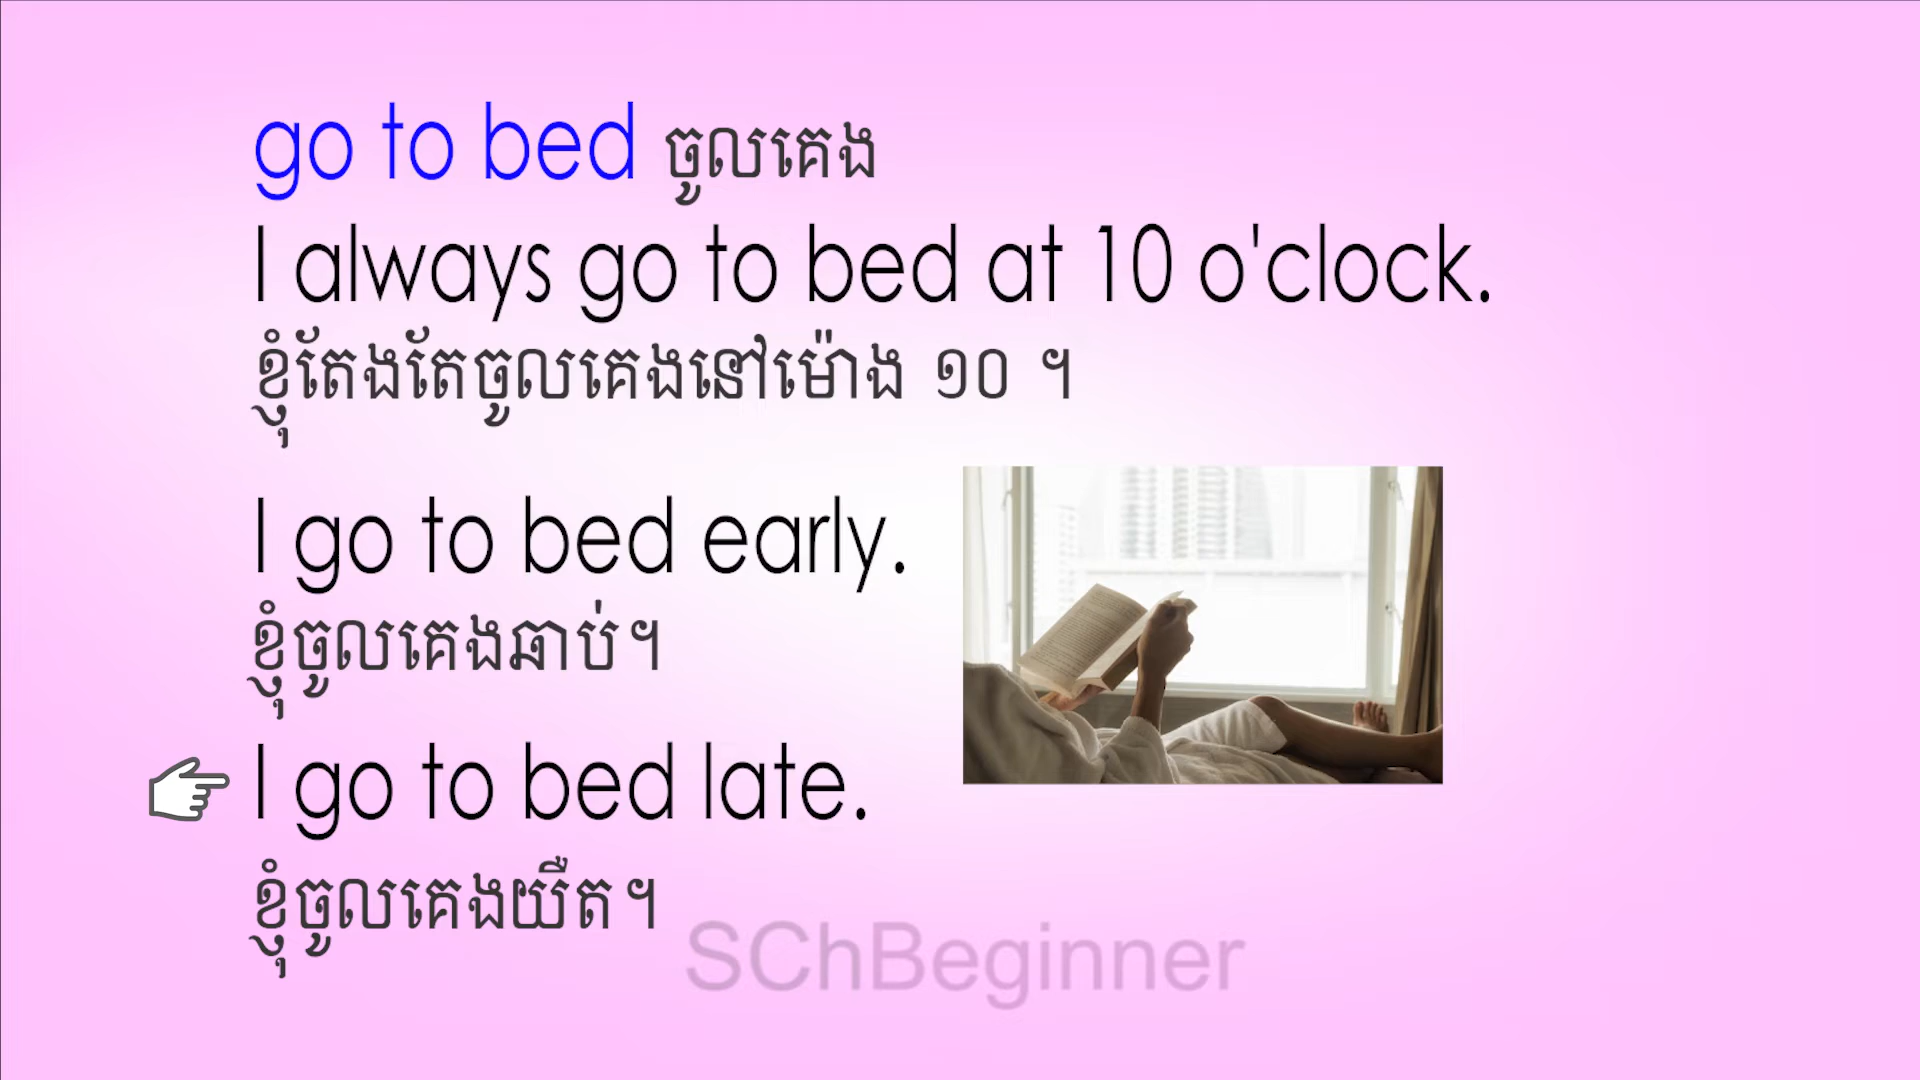 go to bed ចូលគេង
I always go to bed at 10 o'clock.
ខ្ញុំតែងតែចូលគេងនៅម៉ោង ១០ ។
I go to bed early.
ខ្ញុំចូលគេងឆាប់។
I go to bed late.
ខ្ញុំចូលគេងយឺត។
SChBeginner